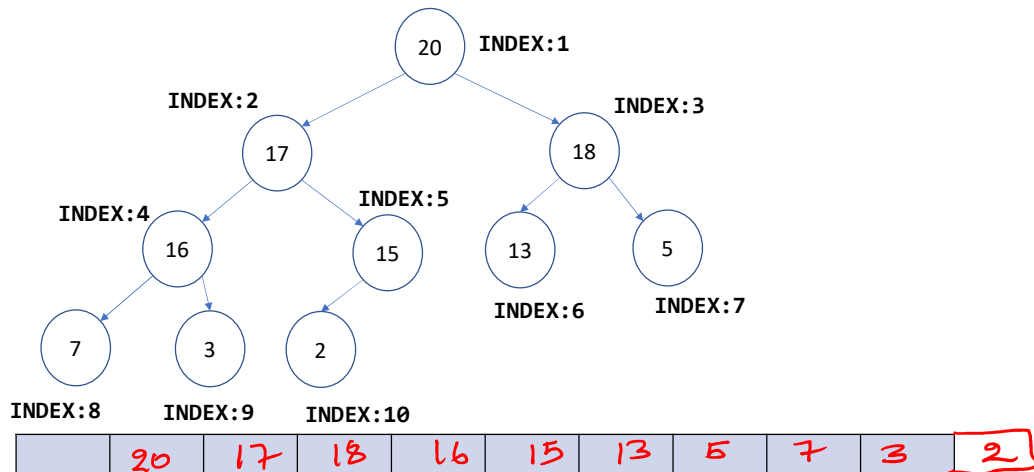 20 INDEX:1
INDEX:2 INDEX:3
17 18
INDEX:4 INDEX:5
16 15 13 5
INDEX:6 INDEX:7
7 3 2
INDEX:8 INDEX:9 INDEX:10
20 17 18 16 15 13 5 7 3 2